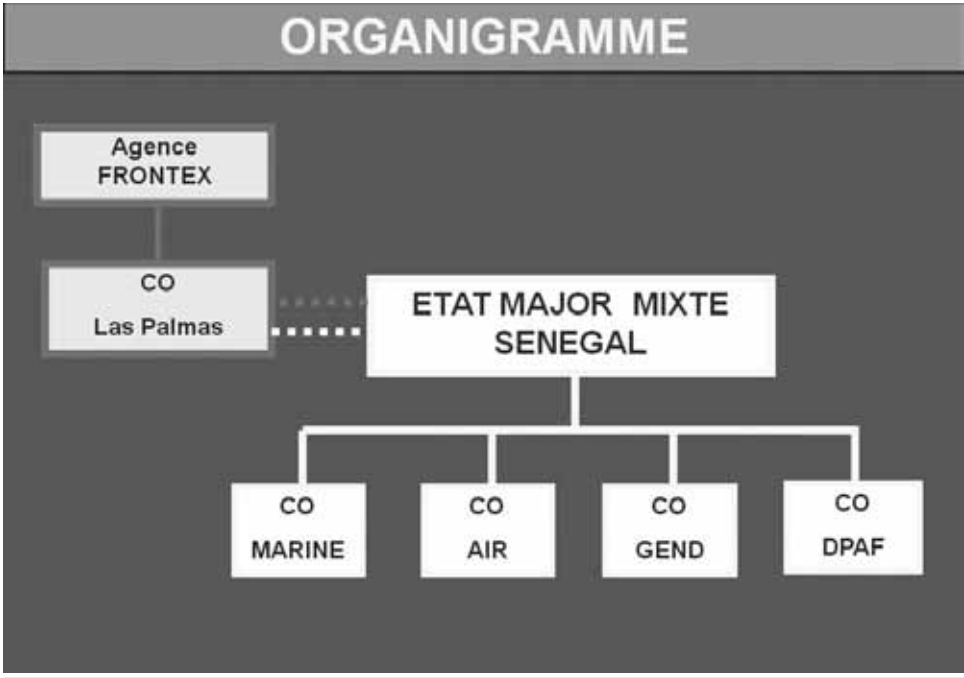 ORGANIGRAMME
Agence
FRONTEX
CO
Las Palmas
ETAT MAJOR MIXTE
SENEGAL
CO
MARINE
CO
AIR
CO
GEND
CO
DPAF